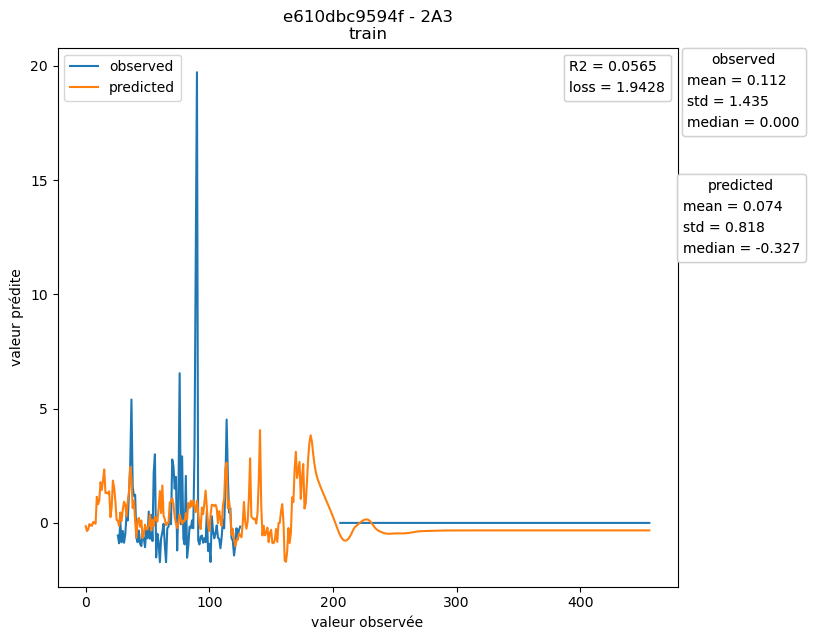 e610dbc9594f - 2A3
train
observed
predicted
R2 = 0.0565
loss = 1.9428
observed
mean = 0.112
std = 1.435
median = 0.000
predicted
mean = 0.074
std = 0.818
median = -0.327
valeur prédite
20
15
10
5
0
0
100
200
300
400
valeur observée